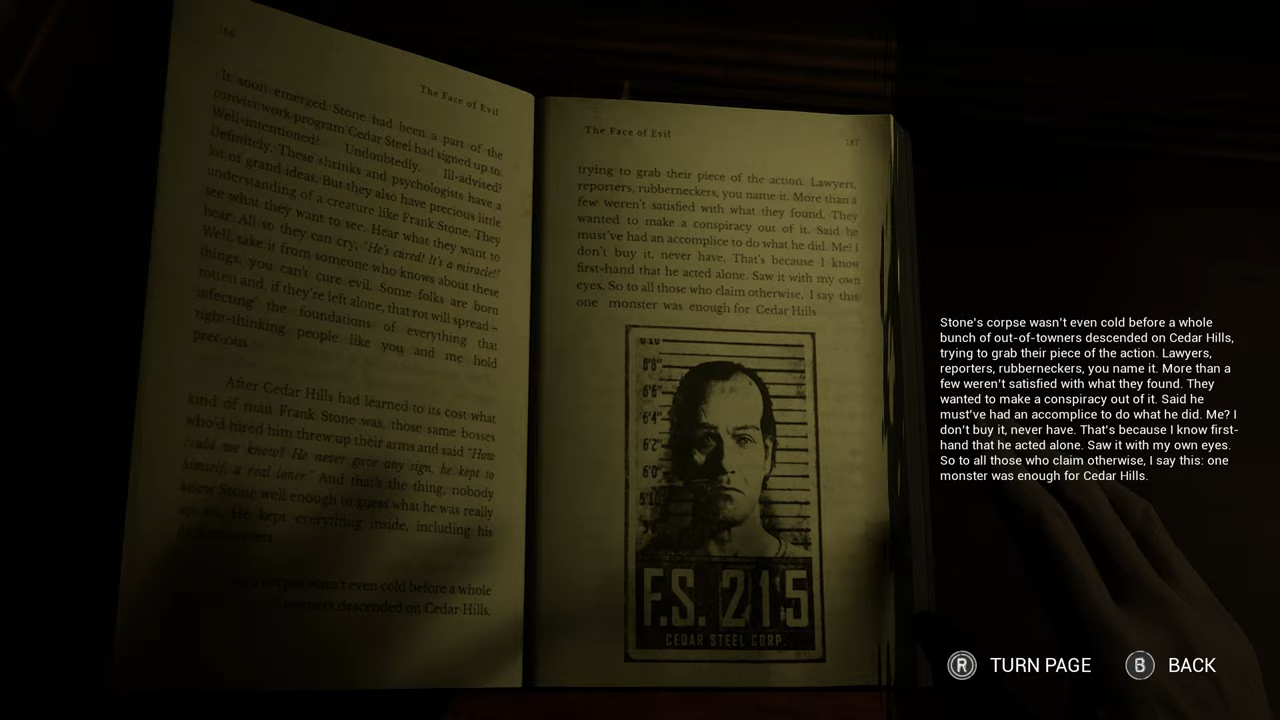 The Face of Evil
It soon emerged Stone had been a part of the
convict work program Cedar Steel had signed up to.
Well-intentioned? Undoubtedly. Ill-advised?
Definitely. These shrinks and psychologists have a
lot of grand ideas. But they also have precious little
understanding of a creature like Frank Stone. They
see what they want to see. Hear what they want to
hear. All so they can cry, "He's cured! It's a miracle!"
Well, take it from someone who knows about these
things, you can't cure evil. Some folks are born
rotten and, if they're left alone, that rot will spread –
infecting the foundations of everything that
right-thinking people like you and me hold
After Cedar Hills had learned to its cost what
kind of man Frank Stone was, those same bosses
who'd hired him threw up their arms and said "How
could we know? He never gave any sign, he kept to
himself, a real loner." And that's the thing, nobody
knew Stone well enough to guess what he was really
He kept everything inside, including his
secrets
corpse wasn't even cold before a whole
descended on Cedar Hills,
The Face of Evil
187
trying to grab their piece of the action. Lawyers,
reporters, rubberneckers, you name it. More than a
few weren't satisfied with what they found. They
wanted to make a conspiracy out of it. Said he
must've had an accomplice to do what he did. Me? I
don't buy it, never have. That's because I know
first-hand that he acted alone. Saw it with my own
eyes. So to all those who claim otherwise, I say this:
one monster was enough for Cedar Hills
6'8"
6'6"
6'4"
6'2"
6'0"
5'10"
F.S. 215
CEDAR STEEL CORP.
Stone's corpse wasn't even cold before a whole
bunch of out-of-towners descended on Cedar Hills,
trying to grab their piece of the action. Lawyers,
reporters, rubberneckers, you name it. More than a
few weren't satisfied with what they found. They
wanted to make a conspiracy out of it. Said he
must've had an accomplice to do what he did. Me? I
don't buy it, never have. That's because I know first-
hand that he acted alone. Saw it with my own eyes.
So to all those who claim otherwise, I say this: one
monster was enough for Cedar Hills.
R TURN PAGE B BACK